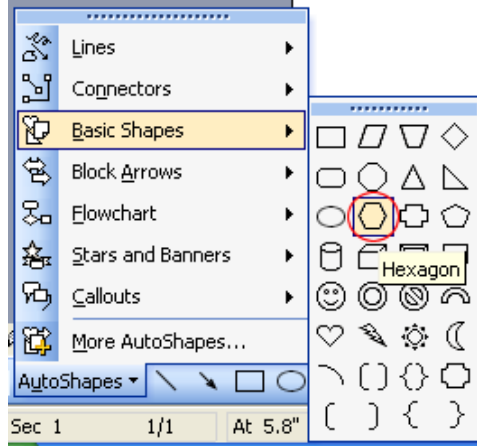 Lines
Connectors
Basic Shapes
Block Arrows
Flowchart
Stars and Banners
Callouts
More AutoShapes...
AutoShapes
Sec 1 1/1 At 5.8"
Hexagon